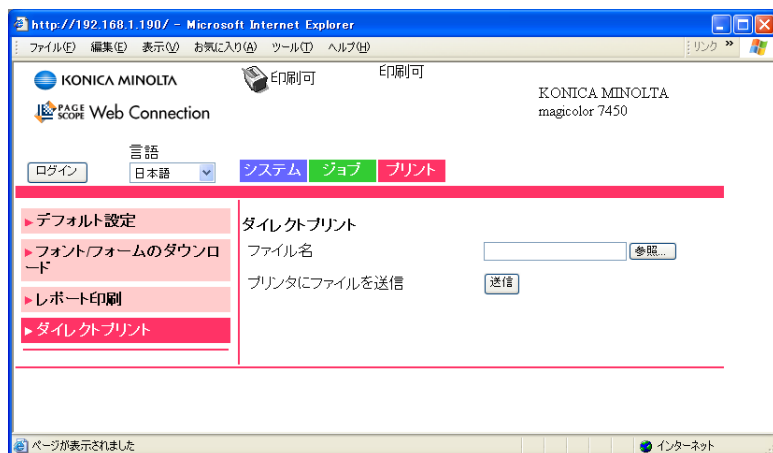 http://192.168.1.190/ - Microsoft Internet Explorer
ファイル(F) 編集(E) 表示(V) お気に入り(A) ツール(T) ヘルプ(H) リンク »
KONICA MINOLTA 印刷可 印刷可
KONICA MINOLTA
magicolor 7450
PAGE SCOPE Web Connection
言語
ログイン 日本語 システム ジョブ プリント
デフォルト設定
フォント/フォームのダウンロ
ード
レポート印刷
ダイレクトプリント
ダイレクトプリント
ファイル名 参照...
プリンタにファイルを送信 送信
ページが表示されました インターネット